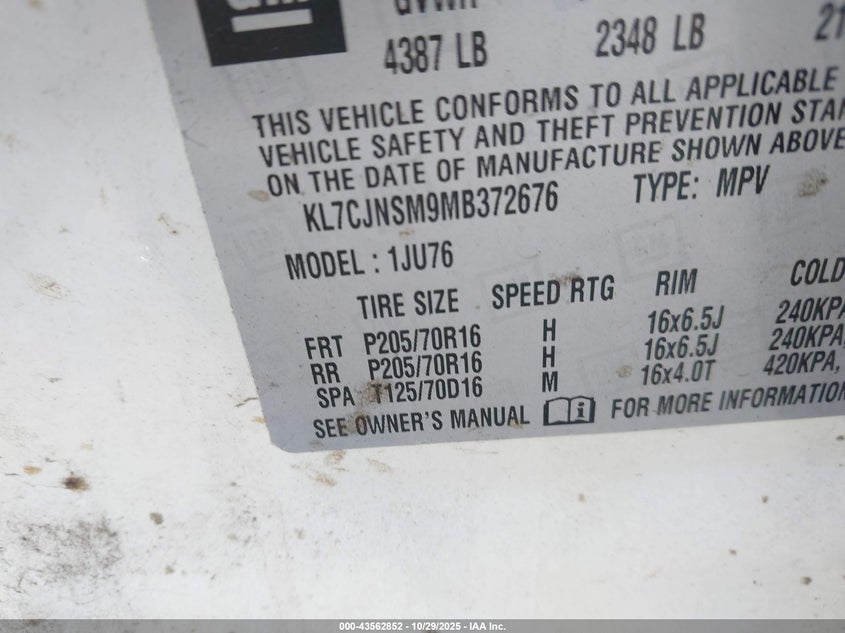 GM
GVWR
4387 LB 2348 LB 21
THIS VEHICLE CONFORMS TO ALL APPLICABLE
VEHICLE SAFETY AND THEFT PREVENTION STAN
ON THE DATE OF MANUFACTURE SHOWN ABOVE
KL7CJNSM9MB372676 TYPE: MPV
MODEL : 1JU76
TIRE SIZE SPEED RTG RIM COLD
FRT P205/70R16 H 16x6.5J 240KPA
RR P205/70R16 H 16x6.5J 240KPA,
SPA T125/70D16 M 16x4.0T 420KPA,
SEE OWNER'S MANUAL FOR MORE INFORMATION
000-43562852 - 10/29/2025 - IAA Inc.